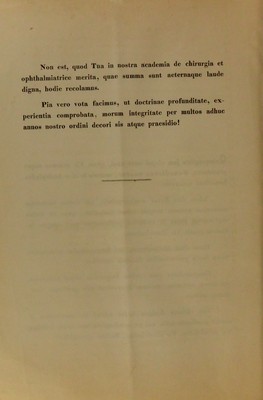 Non est, quod Tua in nostra academia de chirurgia et
ophthalmiatrice merita, quae summa sunt aeternaque laude
digna, hodie recolamus.
Pia vero vota facimus, ut doctrinae profunditate, ex-
perientia comprobata, morum integritate per multos adhuc
annos nostro ordini decori sis atque praesidio!